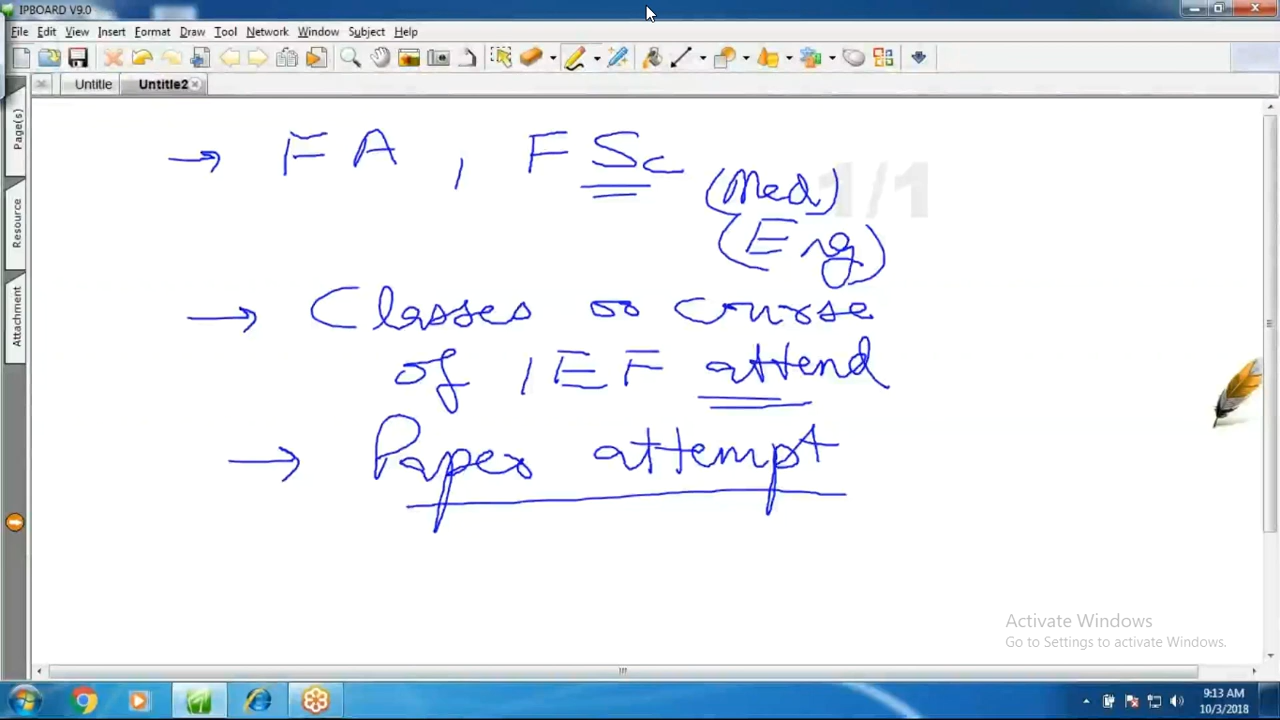 IPBOARD V9.0
File Edit View Insert Format Draw Tool Network Window Subject Help
Untitle Untitle2
Page(s)
Resource
Attachment
1/1
→ FA, FSc
(Med)
(Eng)
→ Classes or course
of IEF attend
→ Paper attempt
Activate Windows
Go to Settings to activate Windows.
9:13 AM
10/3/2018